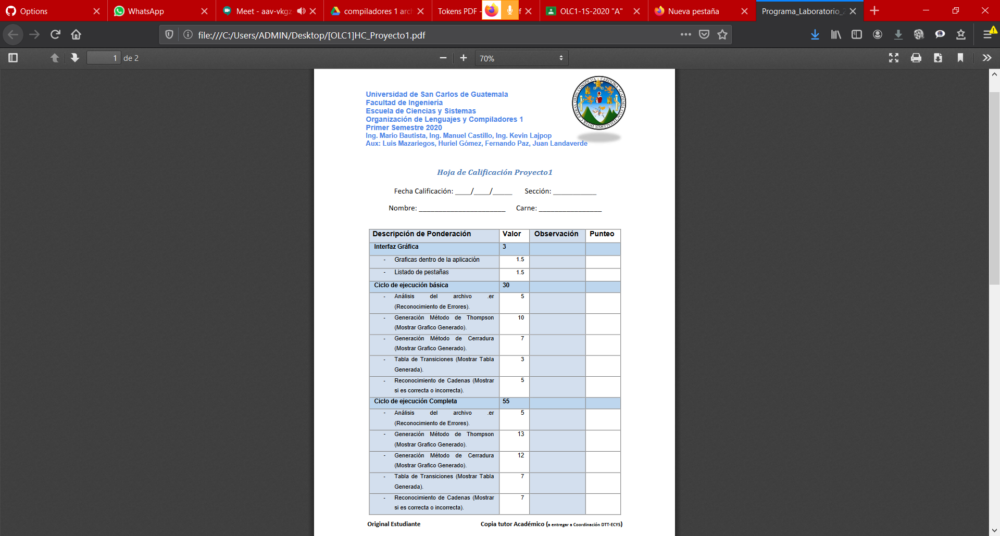 Options
WhatsApp
Meet - aav-vkgz
compiladores 1 arc
Tokens PDF -
f
OLC1-1S-2020 "A"
Nueva pestaña
Programa_Laboratorio_
file:///C:/Users/ADMIN/Desktop/[OLC1]HC_Proyecto1.pdf
1 de 2
70%
Universidad de San Carlos de Guatemala
Facultad de Ingeniería
Escuela de Ciencias y Sistemas
Organización de Lenguajes y Compiladores 1
Primer Semestre 2020
Ing. Mario Bautista, Ing. Manuel Castillo, Ing. Kevin Lajpop
Aux: Luis Mazariegos, Huriel Gómez, Fernando Paz, Juan Landaverde
Hoja de Calificación Proyecto1
Fecha Calificación: ____/____/_____ Sección: ___________
Nombre: ______________________ Carne: ________________
Descripción de Ponderación Valor Observación Punteo
Interfaz Gráfica 3
- Graficas dentro de la aplicación 1.5
- Listado de pestañas 1.5
Ciclo de ejecución básica 30
- Análisis del archivo .er 5
(Reconocimiento de Errores).
- Generación Método de Thompson 10
(Mostrar Grafico Generado).
- Generación Método de Cerradura 7
(Mostrar Grafico Generado).
- Tabla de Transiciones (Mostrar Tabla 3
Generada).
- Reconocimiento de Cadenas (Mostrar 5
si es correcta o incorrecta).
Ciclo de ejecución Completa 55
- Análisis del archivo .er 5
(Reconocimiento de Errores).
- Generación Método de Thompson 13
(Mostrar Grafico Generado).
- Generación Método de Cerradura 12
(Mostrar Grafico Generado).
- Tabla de Transiciones (Mostrar Tabla 7
Generada).
- Reconocimiento de Cadenas (Mostrar 7
si es correcta o incorrecta).
Original Estudiante Copia tutor Académico (a entregar a Coordinación DTT-ECYS)